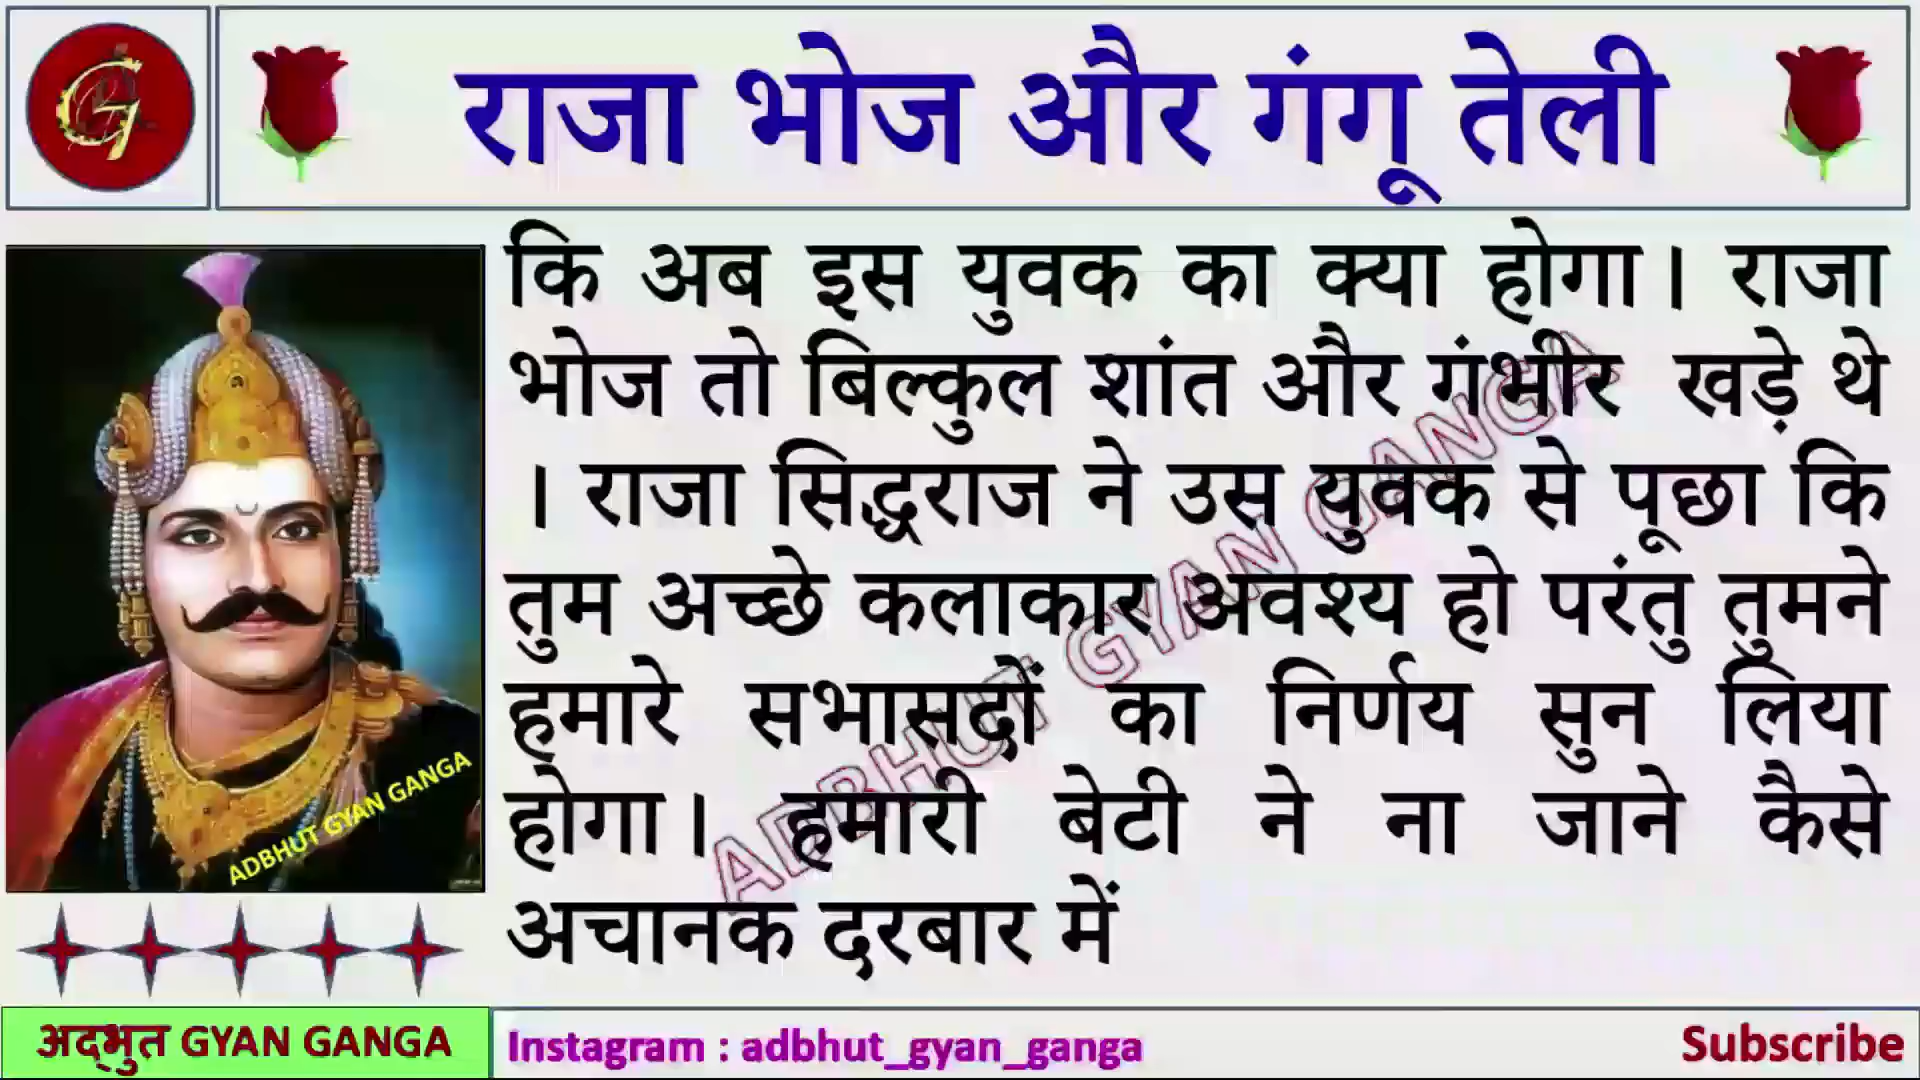 राजा भोज और गंगू तेली
कि अब इस युवक का क्या होगा। राजा
भोज तो बिल्कुल शांत और गंभीर खड़े थे
। राजा सिद्धराज ने उस युवक से पूछा कि
तुम अच्छे कलाकार अवश्य हो परंतु तुमने
हमारे सभासदों का निर्णय सुन लिया
होगा। हमारी बेटी ने ना जाने कैसे
अचानक दरबार में
ADBHUT GYAN GANGA
ADBHUT GYAN GANGA
अद्‌भुत GYAN GANGA
Instagram : adbhut_gyan_ganga
Subscribe